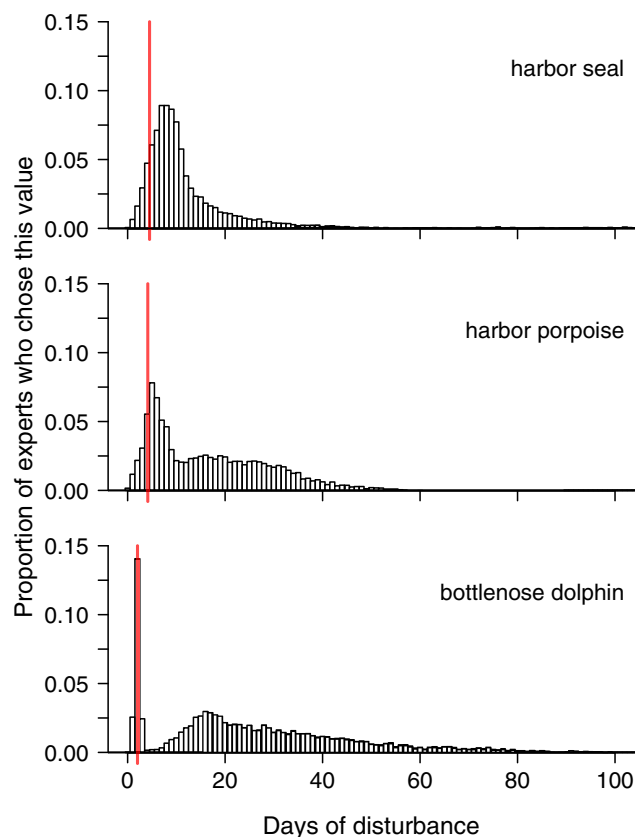 0.15
harbor seal
0.10
0.05
0.00
0.15
harbor porpoise
0.10
0.05
0.00
0.15
bottlenose dolphin
0.10
0.05
0.00
0 20 40 60 80 100
Days of disturbance
Proportion of experts who chose this value